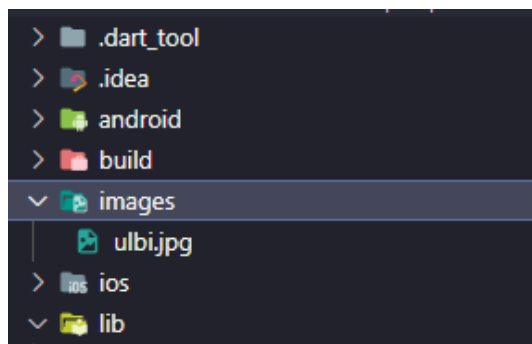 .dart_tool
.idea
android
build
images
ulbi.jpg
ios
lib